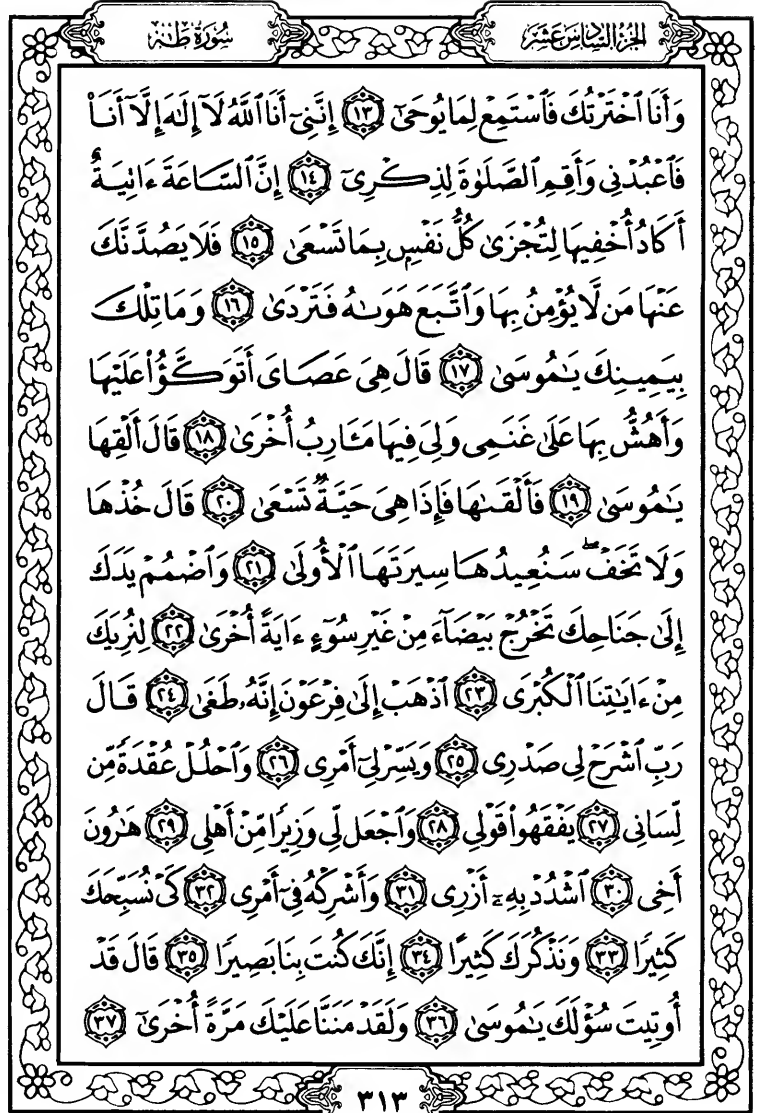 الجزء السادس عشر
سورة طه
وَأَنَا ٱخْتَرْتُكَ فَٱسْتَمِعْ لِمَا يُوحَىٰٓ ١٣ إِنَّنِىٓ أَنَا ٱللَّهُ لَآ إِلَٰهَ إِلَّآ أَنَا۠
فَٱعْبُدْنِى وَأَقِمِ ٱلصَّلَوٰةَ لِذِكْرِىٓ ١٤ إِنَّ ٱلسَّاعَةَ ءَاتِيَةٌ
أَكَادُ أُخْفِيهَا لِتُجْزَىٰ كُلُّ نَفْسٍۭ بِمَا تَسْعَىٰ ١٥ فَلَا يَصُدَّنَّكَ
عَنْهَا مَن لَّا يُؤْمِنُ بِهَا وَٱتَّبَعَ هَوَىٰهُ فَتَرْدَىٰ ١٦ وَمَا تِلْكَ
بِيَمِينِكَ يَٰمُوسَىٰ ١٧ قَالَ هِىَ عَصَاىَ أَتَوَكَّؤُا۟ عَلَيْهَا
وَأَهُشُّ بِهَا عَلَىٰ غَنَمِى وَلِىَ فِيهَا مَـَٔارِبُ أُخْرَىٰ ١٨ قَالَ أَلْقِهَا
يَٰمُوسَىٰ ١٩ فَأَلْقَىٰهَا فَإِذَا هِىَ حَيَّةٌ تَسْعَىٰ ٢٠ قَالَ خُذْهَا
وَلَا تَخَفْ ۖ سَنُعِيدُهَا سِيرَتَهَا ٱلْأُولَىٰ ٢١ وَٱضْمُمْ يَدَكَ
إِلَىٰ جَنَاحِكَ تَخْرُجْ بَيْضَآءَ مِنْ غَيْرِ سُوٓءٍ ءَايَةً أُخْرَىٰ ٢٢ لِنُرِيَكَ
مِنْ ءَايَٰتِنَا ٱلْكُبْرَى ٢٣ ٱذْهَبْ إِلَىٰ فِرْعَوْنَ إِنَّهُۥ طَغَىٰ ٢٤ قَالَ
رَبِّ ٱشْرَحْ لِى صَدْرِى ٢٥ وَيَسِّرْ لِىٓ أَمْرِى ٢٦ وَٱحْلُلْ عُقْدَةً مِّن
لِّسَانِى ٢٧ يَفْقَهُوا۟ قَوْلِى ٢٨ وَٱجْعَل لِّى وَزِيرًا مِّنْ أَهْلِى ٢٩ هَٰرُونَ
أَخِى ٣٠ ٱشْدُدْ بِهِۦٓ أَزْرِى ٣١ وَأَشْرِكْهُ فِىٓ أَمْرِى ٣٢ كَىْ نُسَبِّحَكَ
كَثِيرًا ٣٣ وَنَذْكُرَكَ كَثِيرًا ٣٤ إِنَّكَ كُنتَ بِنَا بَصِيرًا ٣٥ قَالَ قَدْ
أُوتِيتَ سُؤْلَكَ يَٰمُوسَىٰ ٣٦ وَلَقَدْ مَنَنَّا عَلَيْكَ مَرَّةً أُخْرَىٰٓ ٣٧
٣١٣